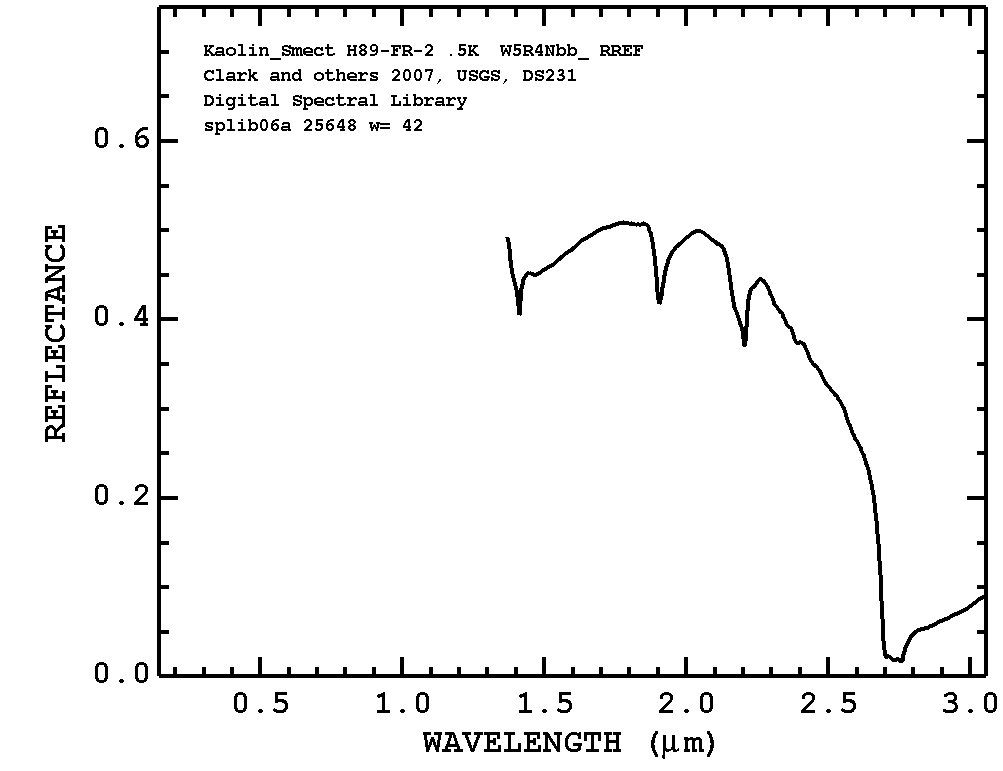 Kaolin_Smect H89-FR-2 .5K  W5R4Nbb_ RREF
Clark and others 2007, USGS, DS231
Digital Spectral Library
splib06a 25648 w= 42
0.6
0.4
0.2
0.0
REFLECTANCE
0.5 1.0 1.5 2.0 2.5 3.0
WAVELENGTH (μm)